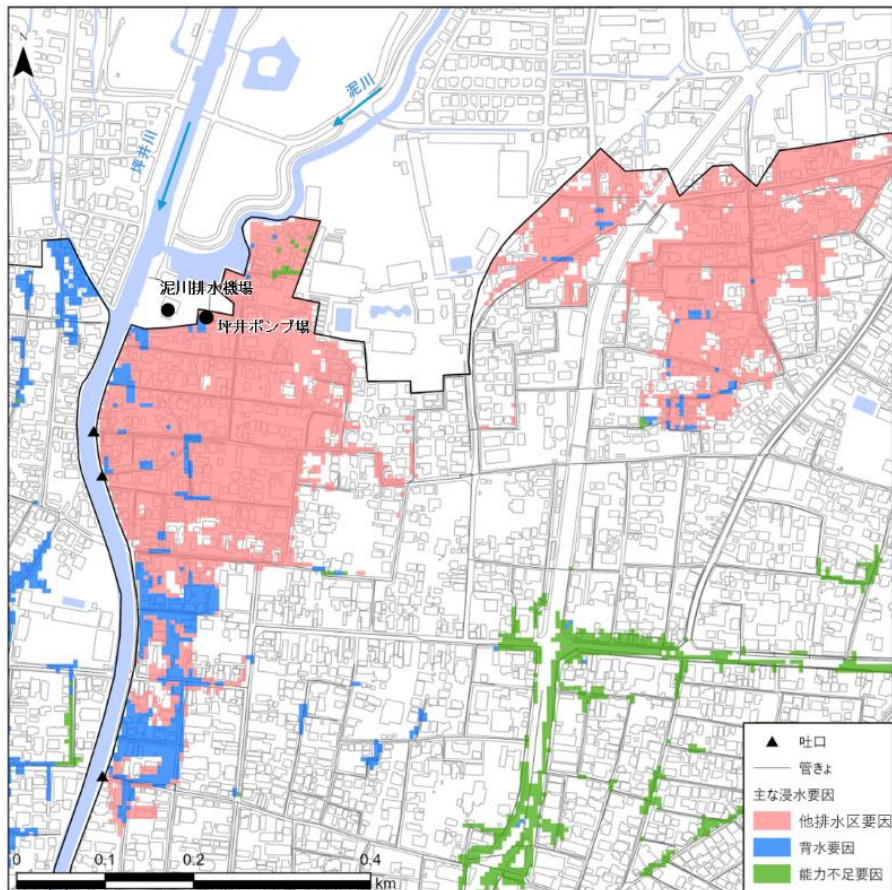 N
坪井川
泥川
泥川排水機場
坪井ポンプ場
吐口
管きょ
主な浸水要因
他排水区要因
背水要因
能力不足要因
0 0.1 0.2 0.4
km